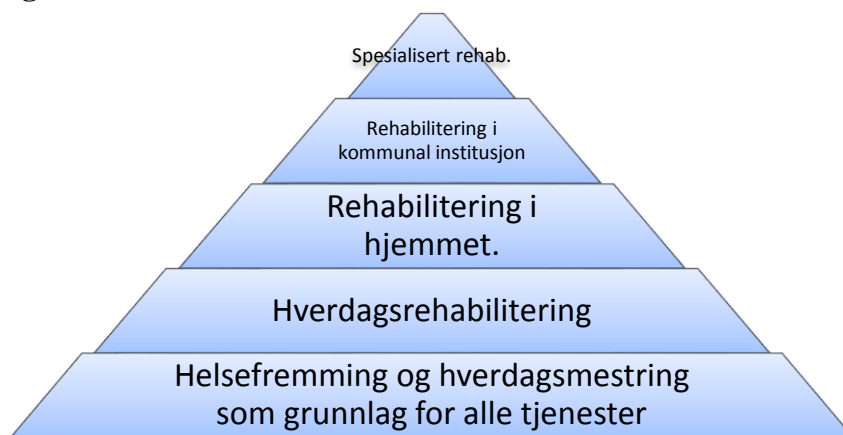 Spesialisert rehab.
Rehabilitering i
kommunal institusjon
Rehabilitering i
hjemmet.
Hverdagsrehabilitering
Helsefremming og hverdagsmestring
som grunnlag for alle tjenester